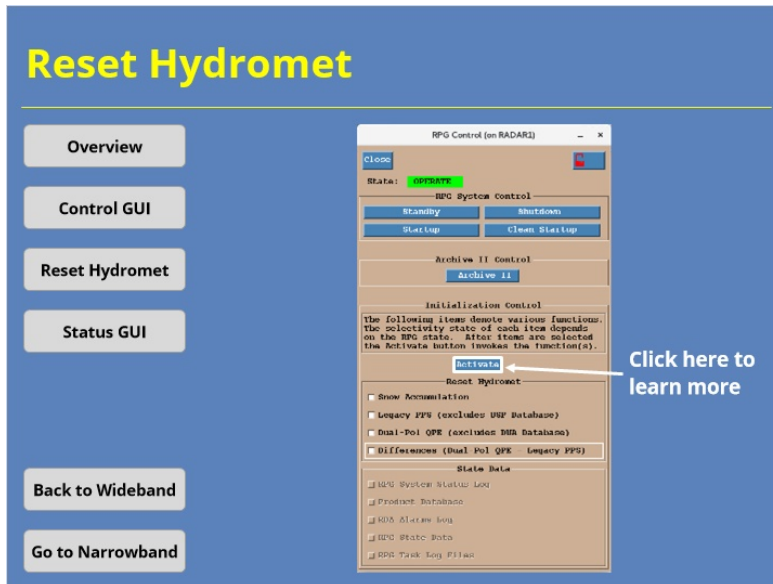 Reset Hydromet
Overview
Control GUI
Reset Hydromet
Status GUI
Back to Wideband
Go to Narrowband
RPG Control (on RADAR1)
Close
State: OPERATE
RPG System Control
Standby Shutdown
Startup Clean Startup
Archive II Control
Archive II
Initialization Control
The following items denote various functions.
The selectivity state of each item depends
on the RPG state. After items are selected
the Activate button invokes the function(s).
Activate
Click here to
learn more
Reset Hydromet
Snow Accumulation
Legacy PPS (excludes DUP Database)
Dual-Pol QPE (excludes DUA Database)
Differences (Dual Pol QPE - Legacy PPS)
State Data
RPG System Status Log
Product Database
RDA Alarms Log
RPG State Data
RPG Task Log Files